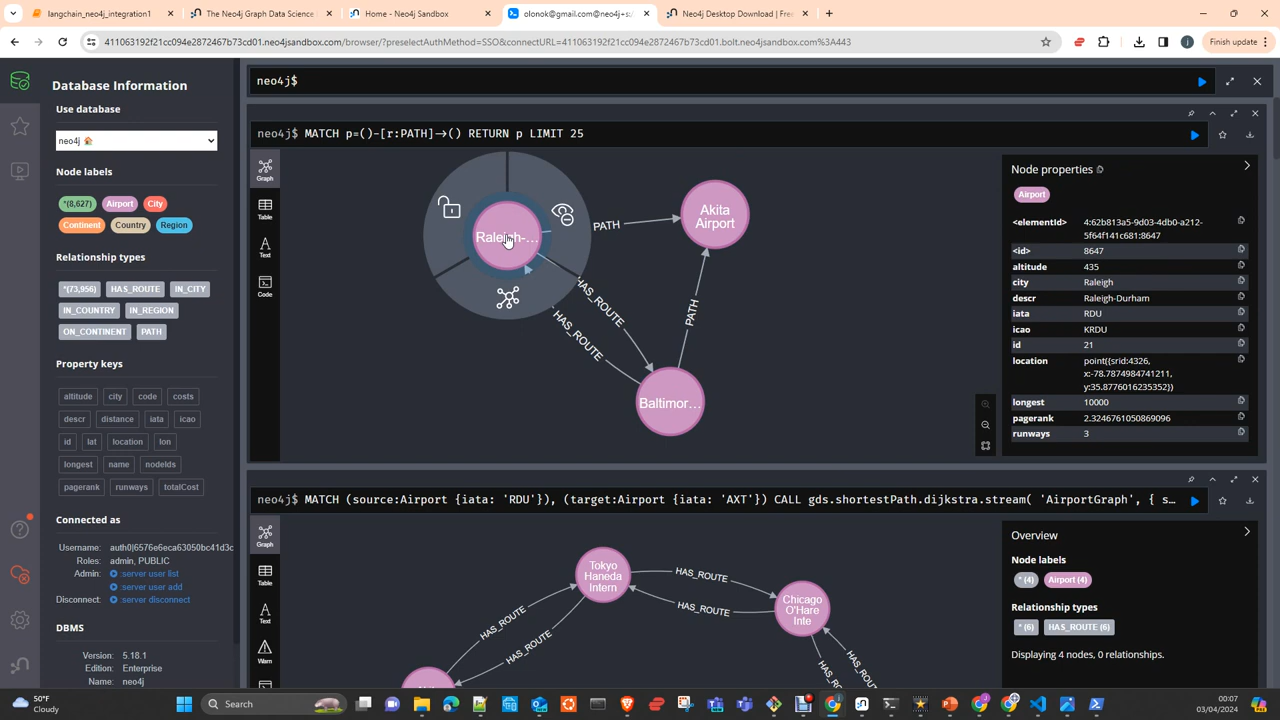 langchain_neo4j_integration1
The Neo4j Graph Data Science
Home - Neo4j Sandbox
olonok@gmail.com@neo4j+s:
Neo4j Desktop Download | Free
411063192f21cc094e2872467b73cd01.neo4jsandbox.com/browser/?preselectAuthMethod=SSO&connectURL=411063192f21cc094e2872467b73cd01.bolt.neo4jsandbox.com%3A443
Finish update
Database Information
Use database
neo4j
Node labels
*(8,627) Airport City
Continent Country Region
Relationship types
*(73,956) HAS_ROUTE IN_CITY
IN_COUNTRY IN_REGION
ON_CONTINENT PATH
Property keys
altitude city code costs
descr distance iata icao
id lat location lon
longest name nodeIds
pagerank runways totalCost
Connected as
Username: auth0|6576e6eca63050bc41d3c
Roles: admin, PUBLIC
Admin: :server user list
:server user add
Disconnect: :server disconnect
DBMS
Version: 5.18.1
Edition: Enterprise
Name: neo4j
neo4j$
neo4j$ MATCH p=()-[r:PATH]->() RETURN p LIMIT 25
Graph
Table
Text
Code
Raleigh-...
PATH
Akita
Airport
HAS_ROUTE
HAS_ROUTE
PATH
Baltimor...
Node properties
Airport
<elementId> 4:62b813a5-9d03-4db0-a212-
5f64f141c681:8647
<id> 8647
altitude 435
city Raleigh
descr Raleigh-Durham
iata RDU
icao KRDU
id 21
location point({srid:4326,
x:-78.7874984741211,
y:35.8776016235352})
longest 10000
pagerank 2.3246761050869096
runways 3
neo4j$ MATCH (source:Airport {iata: 'RDU'}), (target:Airport {iata: 'AXT'}) CALL gds.shortestPath.dijkstra.stream( 'AirportGraph', { s…
Graph
Table
Text
Warn
Tokyo
Haneda
Intern
HAS_ROUTE
HAS_ROUTE
Chicago
O'Hare
Inte
HAS_ROUTE
HAS_ROUTE
Overview
Node labels
* (4) Airport (4)
Relationship types
* (6) HAS_ROUTE (6)
Displaying 4 nodes, 0 relationships.
50°F
Cloudy
Search
00:07
03/04/2024